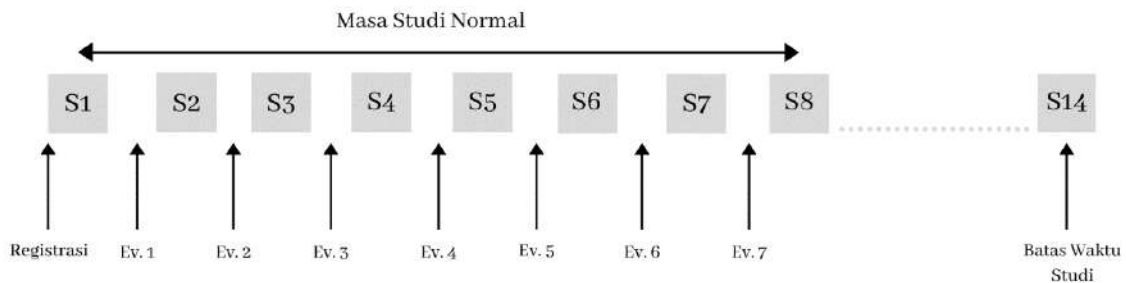 Masa Studi Normal
S1 S2 S3 S4 S5 S6 S7 S8 S14
Registrasi Ev. 1 Ev. 2 Ev. 3 Ev. 4 Ev. 5 Ev. 6 Ev. 7 Batas Waktu
Studi